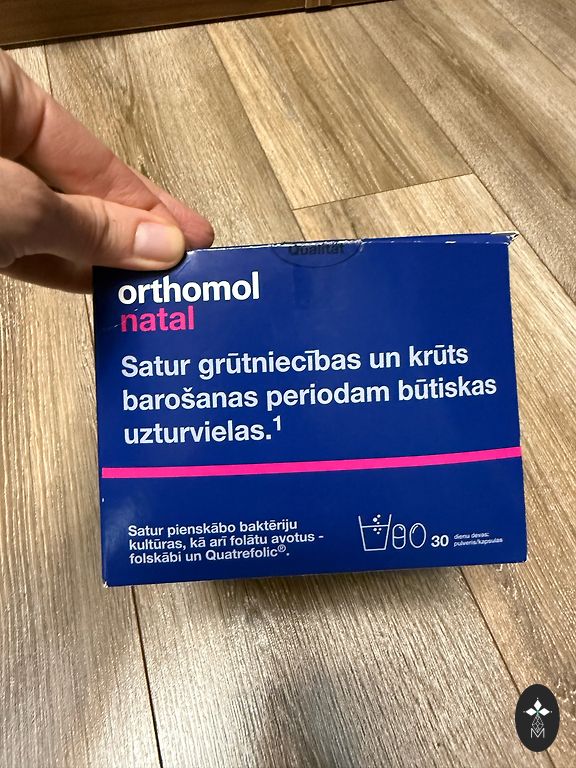 Qualität
orthomol
natal
Satur grūtniecības un krūts
barošanas periodam būtiskas
uzturvielas.¹
Satur pienskābo baktēriju
kultūras, kā arī folātu avotus -
folskābi un Quatrefolic®.
30
dienu devas:
pulveris/kapsulas
M